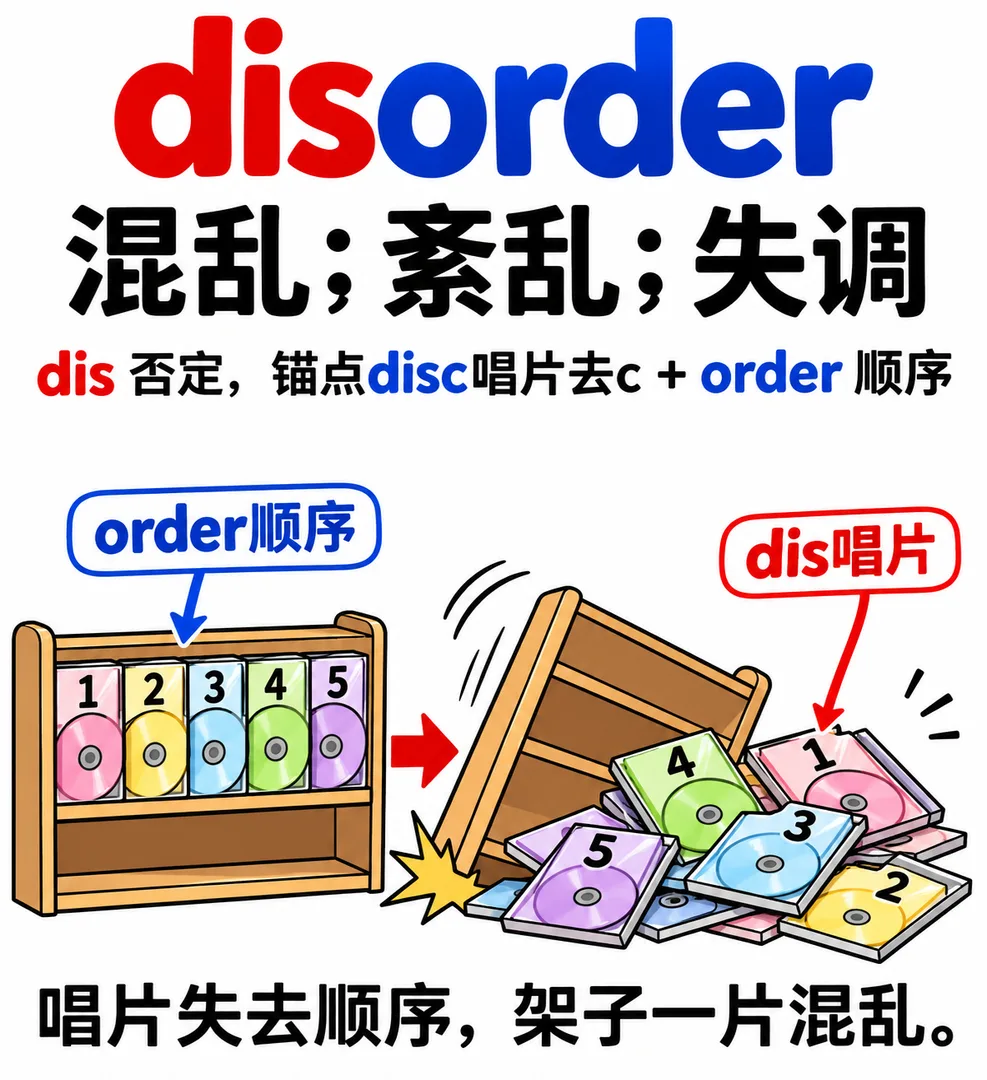 disorder
混乱；紊乱；失调
dis 否定，锚点disc唱片去c + order 顺序
order顺序
dis唱片
1 2 3 4 5
4 1
5 3
2
唱片失去顺序，架子一片混乱。